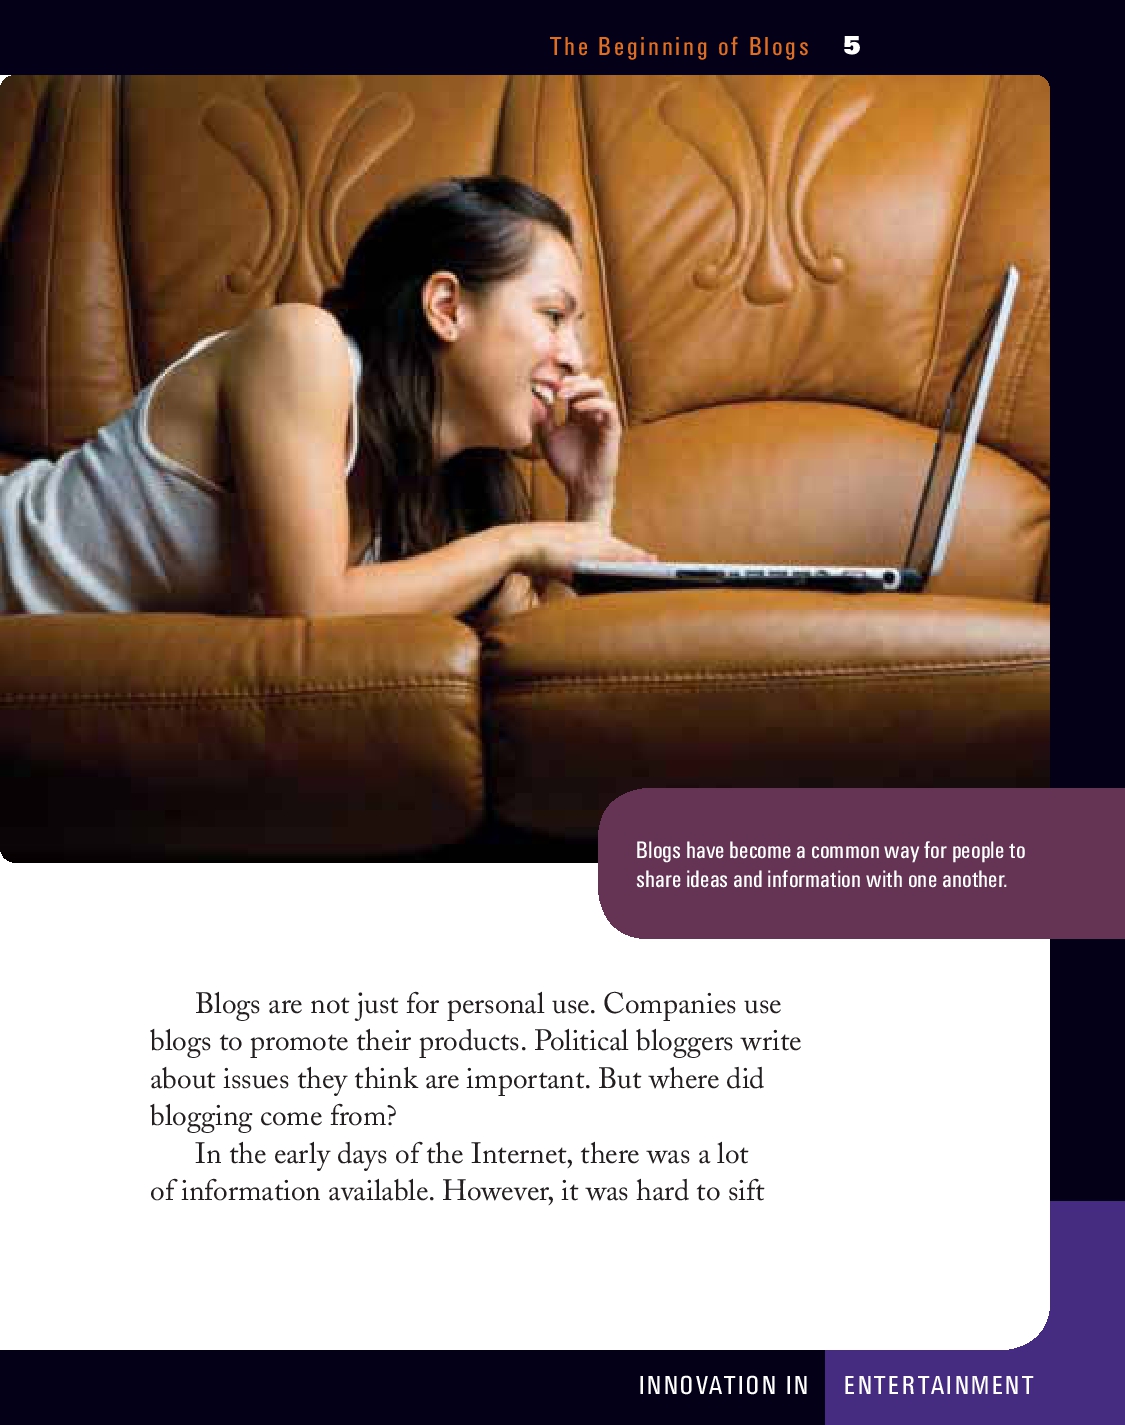 The Beginning of Blogs 5
Blogs have become a common way for people to
share ideas and information with one another.
Blogs are not just for personal use. Companies use
blogs to promote their products. Political bloggers write
about issues they think are important. But where did
blogging come from?
In the early days of the Internet, there was a lot
of information available. However, it was hard to sift
INNOVATION IN ENTERTAINMENT